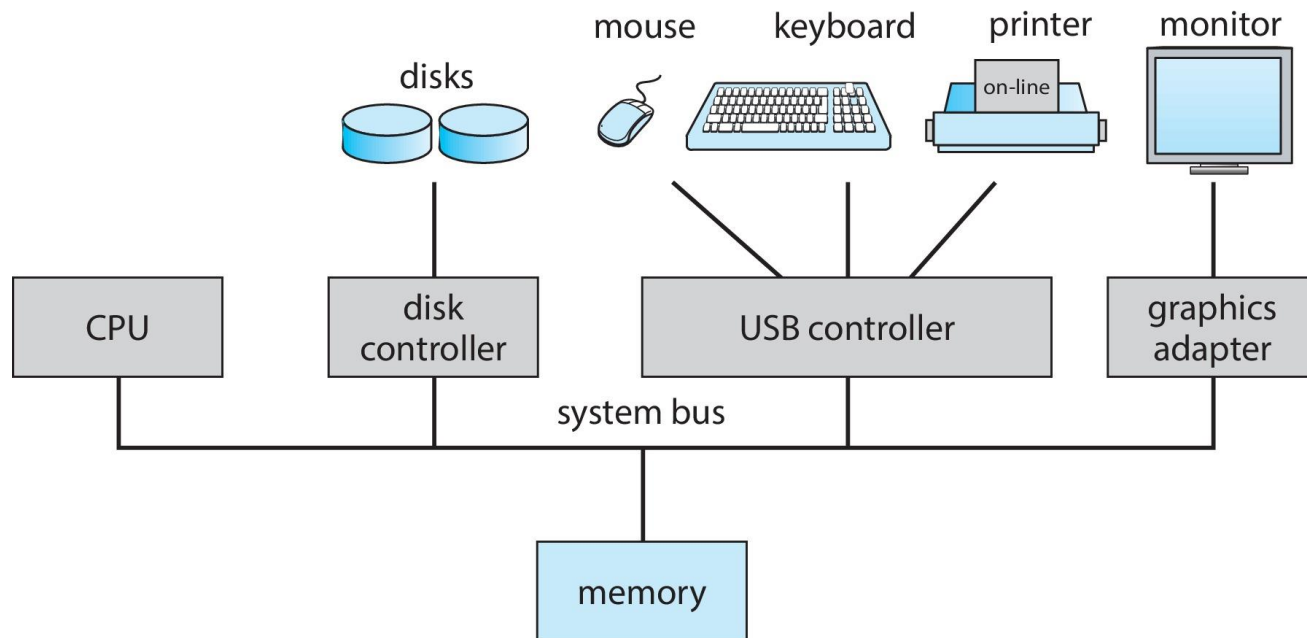 mouse
keyboard
printer
monitor
disks
on-line
CPU
disk
controller
USB controller
graphics
adapter
system bus
memory